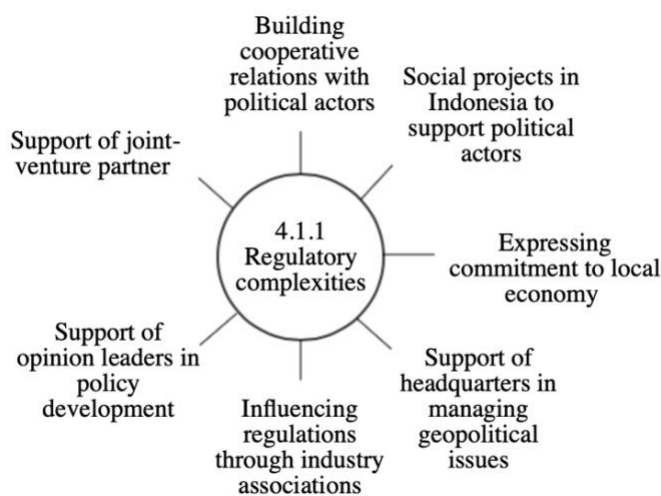 Building
cooperative
relations with
political actors
Social projects in
Indonesia to
support political
actors
Support of joint-
venture partner
4.1.1
Regulatory
complexities
Expressing
commitment to local
economy
Support of
opinion leaders in
policy
development
Influencing
regulations
through industry
associations
Support of
headquarters in
managing
geopolitical
issues